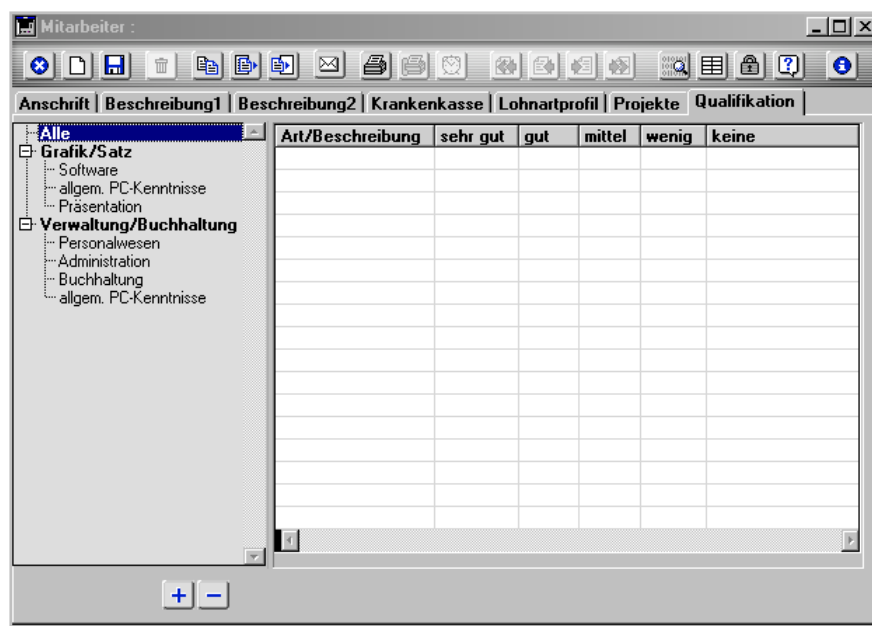 Mitarbeiter :
Anschrift | Beschreibung1 | Beschreibung2 | Krankenkasse | Lohnartprofil | Projekte | Qualifikation
Art/Beschreibung sehr gut gut mittel wenig keine
Alle
Grafik/Satz
Software
allgem. PC-Kenntnisse
Präsentation
Verwaltung/Buchhaltung
Personalwesen
Administration
Buchhaltung
allgem. PC-Kenntnisse